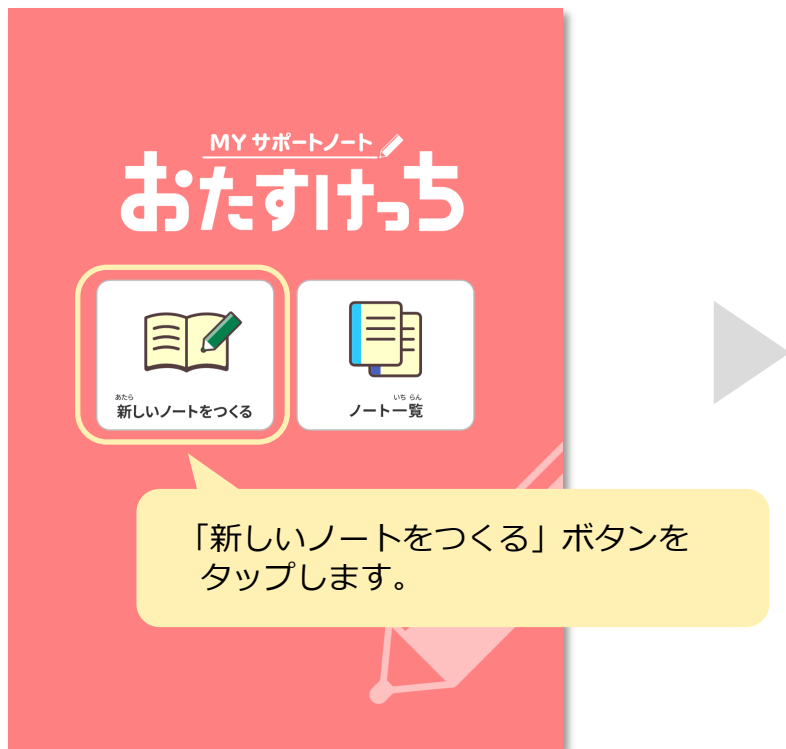 MYサポートノート
おたすけっち
あたら
新しいノートをつくる
いちらん
ノート一覧
「新しいノートをつくる」ボタンを
タップします。